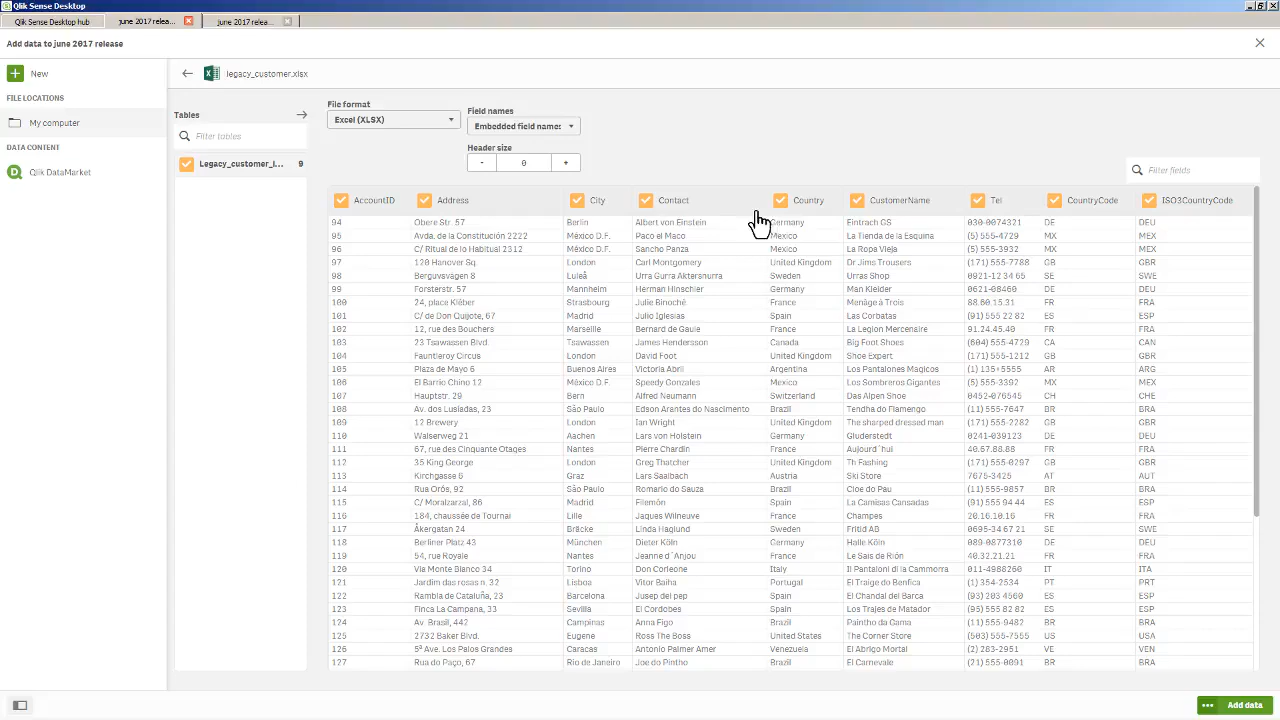 Qlik Sense Desktop
Qlik Sense Desktop hub
june 2017 relea...
june 2017 relea...
Add data to june 2017 release
New
FILE LOCATIONS
My computer
DATA CONTENT
Qlik DataMarket
legacy_customer.xlsx
Tables
Filter tables
Legacy_customer_i... 9
File format
Excel (XLSX)
Field names
Embedded field name:
Header size
- 0 +
Filter fields
AccountID Address City Contact Country CustomerName Tel CountryCode ISO3CountryCode
94 Obere Str. 57 Berlin Albert von Einstein Germany Eintrach GS 030-0074321 DE DEU
95 Avda. de la Constitución 2222 México D.F. Paco el Maco Mexico La Tienda de la Esquina (5) 555-4729 MX MEX
96 C/ Ritual de lo Habitual 2312 México D.F. Sancho Panza Mexico La Ropa Vieja (5) 555-3932 MX MEX
97 120 Hanover Sq London Carl Montgomery United Kingdom Dr Jims Trousers (171) 555-7788 GB GBR
98 Berguvsvägen 8 Luleå Urra Gurra Aktersnurra Sweden Urras Shop 0921-12 34 65 SE SWE
99 Forsterstr. 57 Mannheim Herman Hinschler Germany Man Kleider 0621-08460 DE DEU
100 24, place Kléber Strasbourg Julie Binoché France Menàge à Trois 88.60.15.31 FR FRA
101 C/ de Don Quijote, 67 Madrid Julio Iglesias Spain Las Corbatas (91) 555 22 82 ES ESP
102 12, rue des Bouchers Marseille Bernard de Gaule France La Legion Mercenaire 91.24.45.40 FR FRA
103 23 Tsawassen Blvd. Tsawassen James Hendersson Canada Big Foot Shoes (604) 555-4729 CA CAN
104 Fauntleroy Circus London David Foot United Kingdom Shoe Expert (171) 555-1212 GB GBR
105 Plaza de Mayo 6 Buenos Aires Victoria Abril Argentina Los Pantalones Magicos (1) 135+5555 AR ARG
106 El Barrio Chino 12 México D.F. Speedy Gonzales Mexico Los Sombreros Gigantes (5) 555-3392 MX MEX
107 Hauptstr. 29 Bern Alfred Neumann Switzerland Das Alpen Shoe 0452-076545 CH CHE
108 Av. dos Lusíadas, 23 São Paulo Edson Arantes do Nascimento Brazil Tendha do Flamengo (11) 555-7647 BR BRA
109 12 Brewery London Ian Wright United Kingdom The sharped dressed man (171) 555-2282 GB GBR
110 Walserweg 21 Aachen Lars von Holstein Germany Gluderstedt 0241-039123 DE DEU
111 67, rue des Cinquante Otages Nantes Pierre Chardin France Aujourd´hui 40.67.88.88 FR FRA
112 35 King George London Greg Thatcher United Kingdom Th Fashing (171) 555-0297 GB GBR
113 Kirchgasse 6 Graz Lars Saalbach Austria Ski Store 7675-3425 AT AUT
114 Rua Orós, 92 São Paulo Romario do Sauza Brazil Cloe do Pau (11) 555-9857 BR BRA
115 C/ Moralzarzal, 86 Madrid Filemón Spain La Camisas Cansadas (91) 555 94 44 ES ESP
116 184, chaussée de Tournai Lille Jaques Wilneuve France Champes 20.16.10.16 FR FRA
117 Åkergatan 24 Bräcke Linda Haglund Sweden Fritid AB 0695-34 67 21 SE SWE
118 Berliner Platz 43 München Dieter Köln Germany Halle Köln 089-0877310 DE DEU
119 54, rue Royale Nantes Jeanne d´Anjou France Le Sais de Rión 40.32.21.21 FR FRA
120 Via Monte Bianco 34 Torino Don Corleone Italy Il Pantaloni di la Cammorra 011-4988260 IT ITA
121 Jardim das rosas n. 32 Lisboa Vitor Baiha Portugal El Traige do Benfica (1) 354-2534 PT PRT
122 Rambla de Cataluña, 23 Barcelona Jusep del pep Spain El Chandal del Barca (93) 203 4560 ES ESP
123 Finca La Campana, 33 Sevilla El Cordobes Spain Los Trajes de Matador (95) 555 82 82 ES ESP
124 Av. Brasil, 442 Campinas Anna Figo Brazil Paintho da Gama (11) 555-9482 BR BRA
125 2732 Baker Blvd. Eugene Ross The Boss United States The Corner Store (503) 555-7555 US USA
126 5ª Ave. Los Palos Grandes Caracas Antonio Palmer Amer Venezuela El Abrigo Mortal (2) 283-2951 VE VEN
127 Rua do Paço, 67 Rio de Janeiro Joe do Pintho Brazil El Carnevale (21) 555-0091 BR BRA
Add data